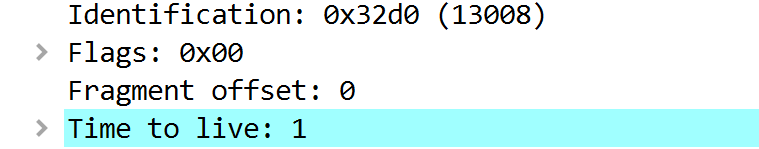 Identification: 0x32d0 (13008)
Flags: 0x00
Fragment offset: 0
Time to live: 1